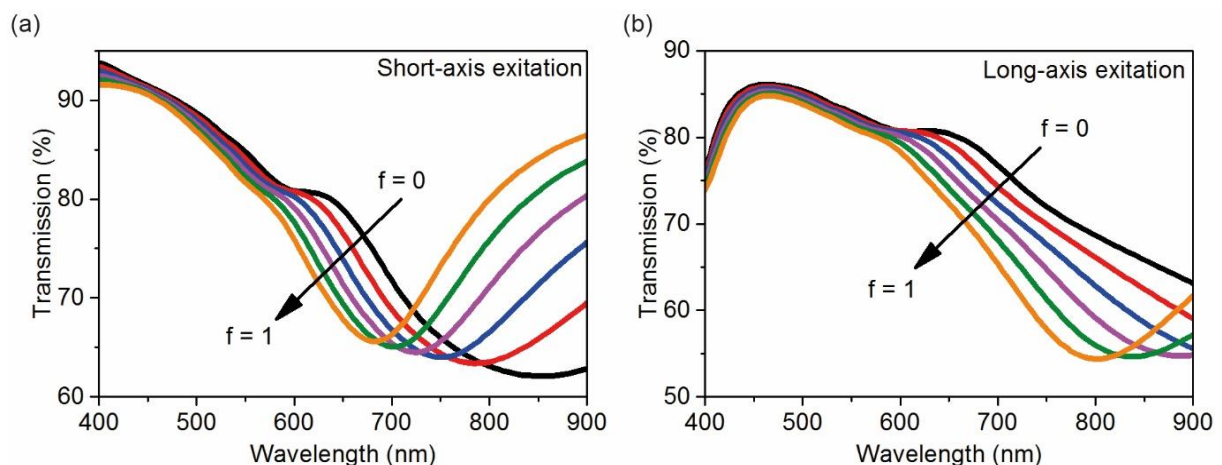 (a)
Short-axis exitation
f = 0
f = 1
Transmission (%)
90
80
70
60
400 500 600 700 800 900
Wavelength (nm)
(b)
Long-axis exitation
f = 0
f = 1
Transmission (%)
90
80
70
60
50
400 500 600 700 800 900
Wavelength (nm)